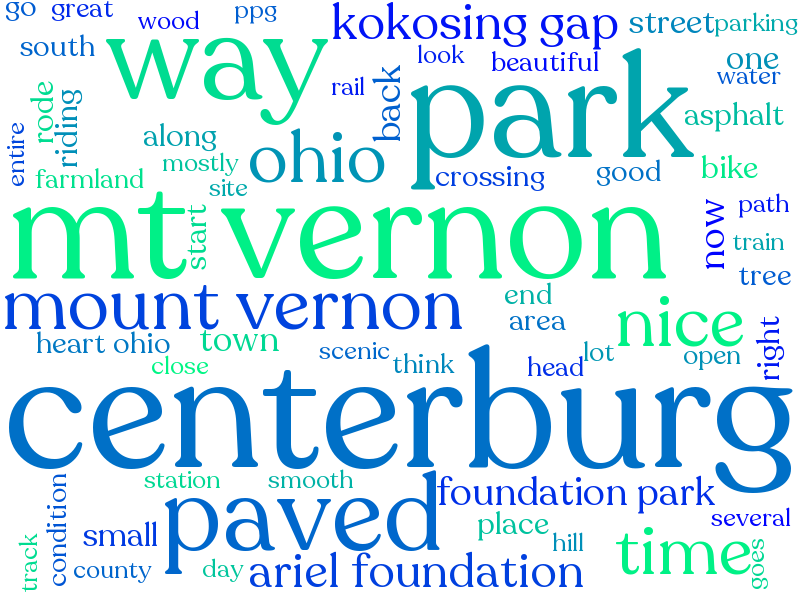 go great
wood
ppg
kokosing gap
street
parking
south
way
look
beautiful
one
water
rail
back
park
rode
riding
along
ohio
asphalt
entire
mostly
farmland
site
crossing
good
bike
mt vernon
start
now
path
train
tree
mount vernon
end
area
nice
heart ohio
town
scenic
think
close
head
lot
open
right
centerburg
station
smooth
foundation park
condition
small
paved
place
several
hill
time
goes
track
county
day
ariel foundation